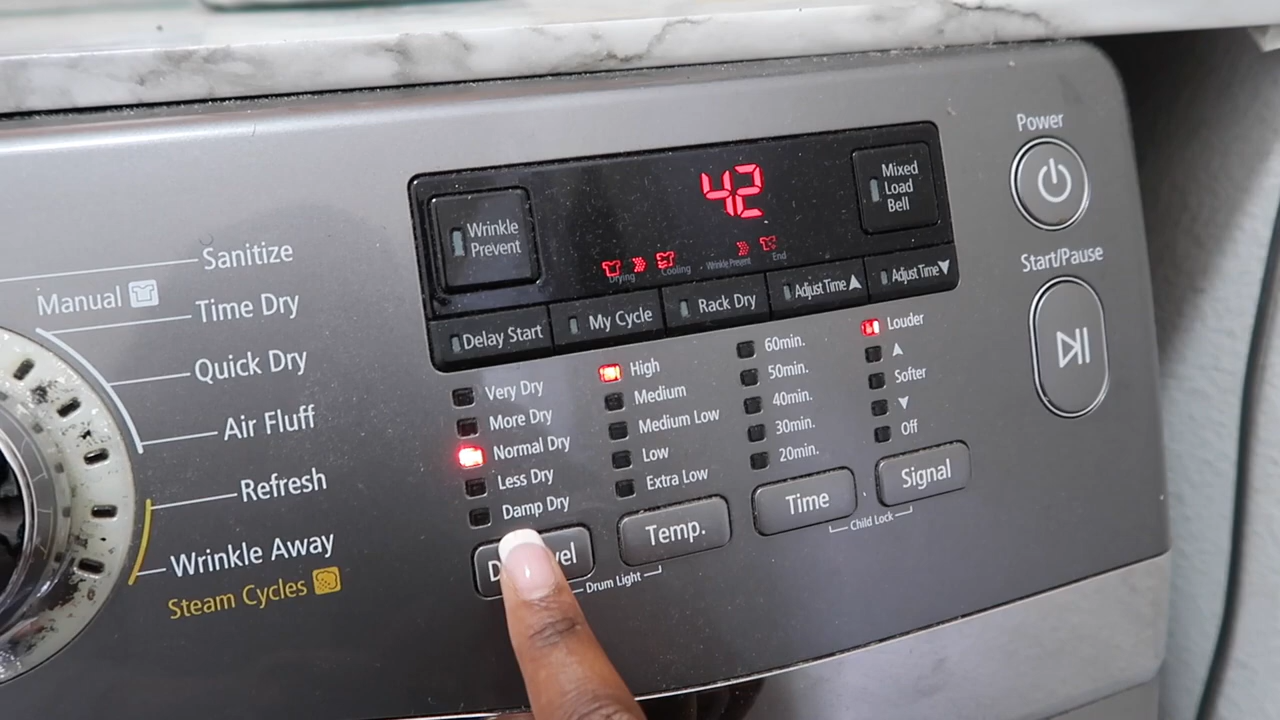 Sanitize
Manual
Time Dry
Quick Dry
Air Fluff
Refresh
Wrinkle Away
Steam Cycles
Wrinkle
Prevent
42
Mixed
Load
Bell
Drying
Cooling
Wrinkle Prevent
End
Delay Start
My Cycle
Rack Dry
Adjust Time▲
Adjust Time▼
Very Dry
More Dry
Normal Dry
Less Dry
Damp Dry
High
Medium
Medium Low
Low
Extra Low
Temp.
Drum Light
60min.
50min.
40min.
30min.
20min.
Time
Louder
▲
Softer
▼
Off
Signal
Child Lock
Power
Start/Pause